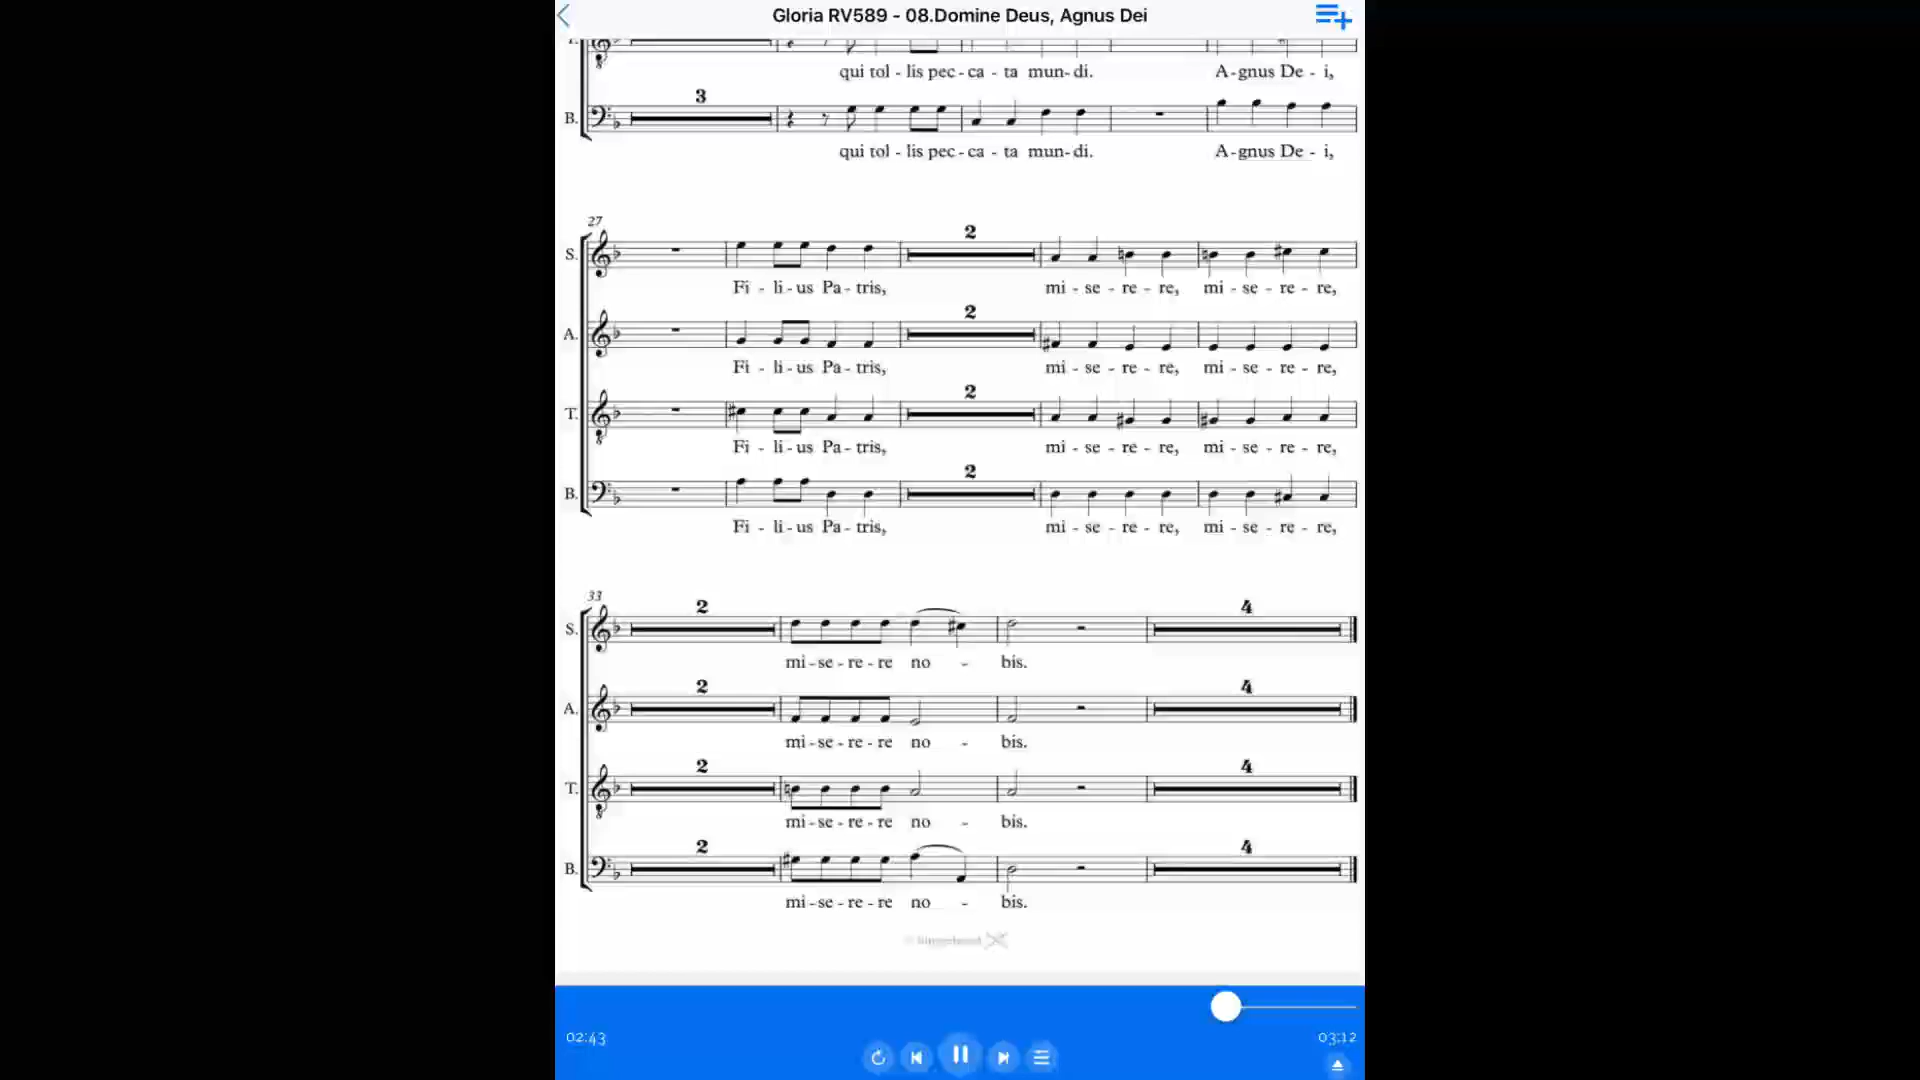 Gloria RV589 - 08.Domine Deus, Agnus Dei
qui tol - lis pec - ca - ta mun - di. A - gnus De - i,
3
B.
qui tol - lis pec - ca - ta mun - di. A - gnus De - i,
27
2
S.
Fi - li - us Pa - tris, mi - se - re - re, mi - se - re - re,
2
A.
Fi - li - us Pa - tris, mi - se - re - re, mi - se - re - re,
2
T.
Fi - li - us Pa - tris, mi - se - re - re, mi - se - re - re,
2
B.
Fi - li - us Pa - tris, mi - se - re - re, mi - se - re - re,
33
2 4
S.
mi - se - re - re no - bis.
2 4
A.
mi - se - re - re no - bis.
2 4
T.
mi - se - re - re no - bis.
2 4
B.
mi - se - re - re no - bis.
02:43 03:12